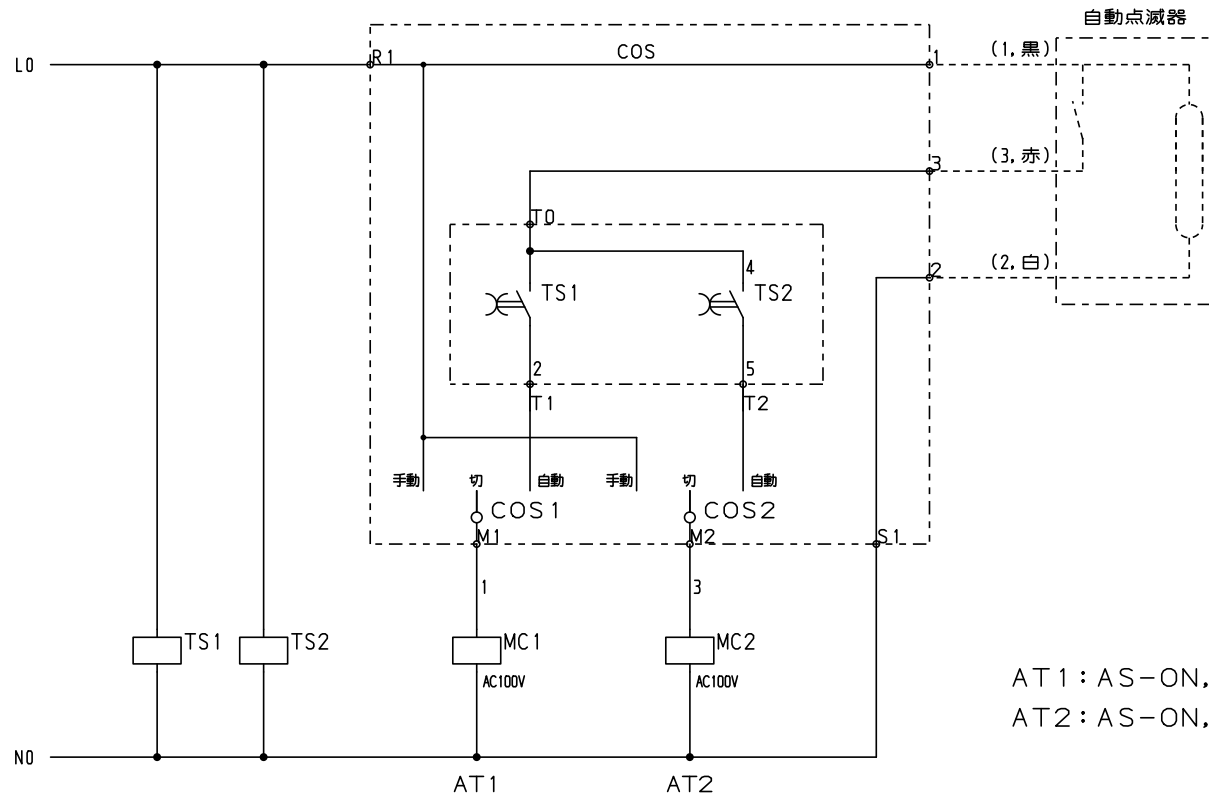 自動点滅器
COS
(1,黒)
L0
R1
1
(3,赤)
3
T0
(2,白)
2
4
TS1
TS2
2
5
T1
T2
手動
切
自動
手動
切
自動
COS1
COS2
M1
M2
S1
1
3
TS1
TS2
MC1
MC2
AC100V
AC100V
AT1:AS-ON,
AT2:AS-ON,
N0
AT1
AT2